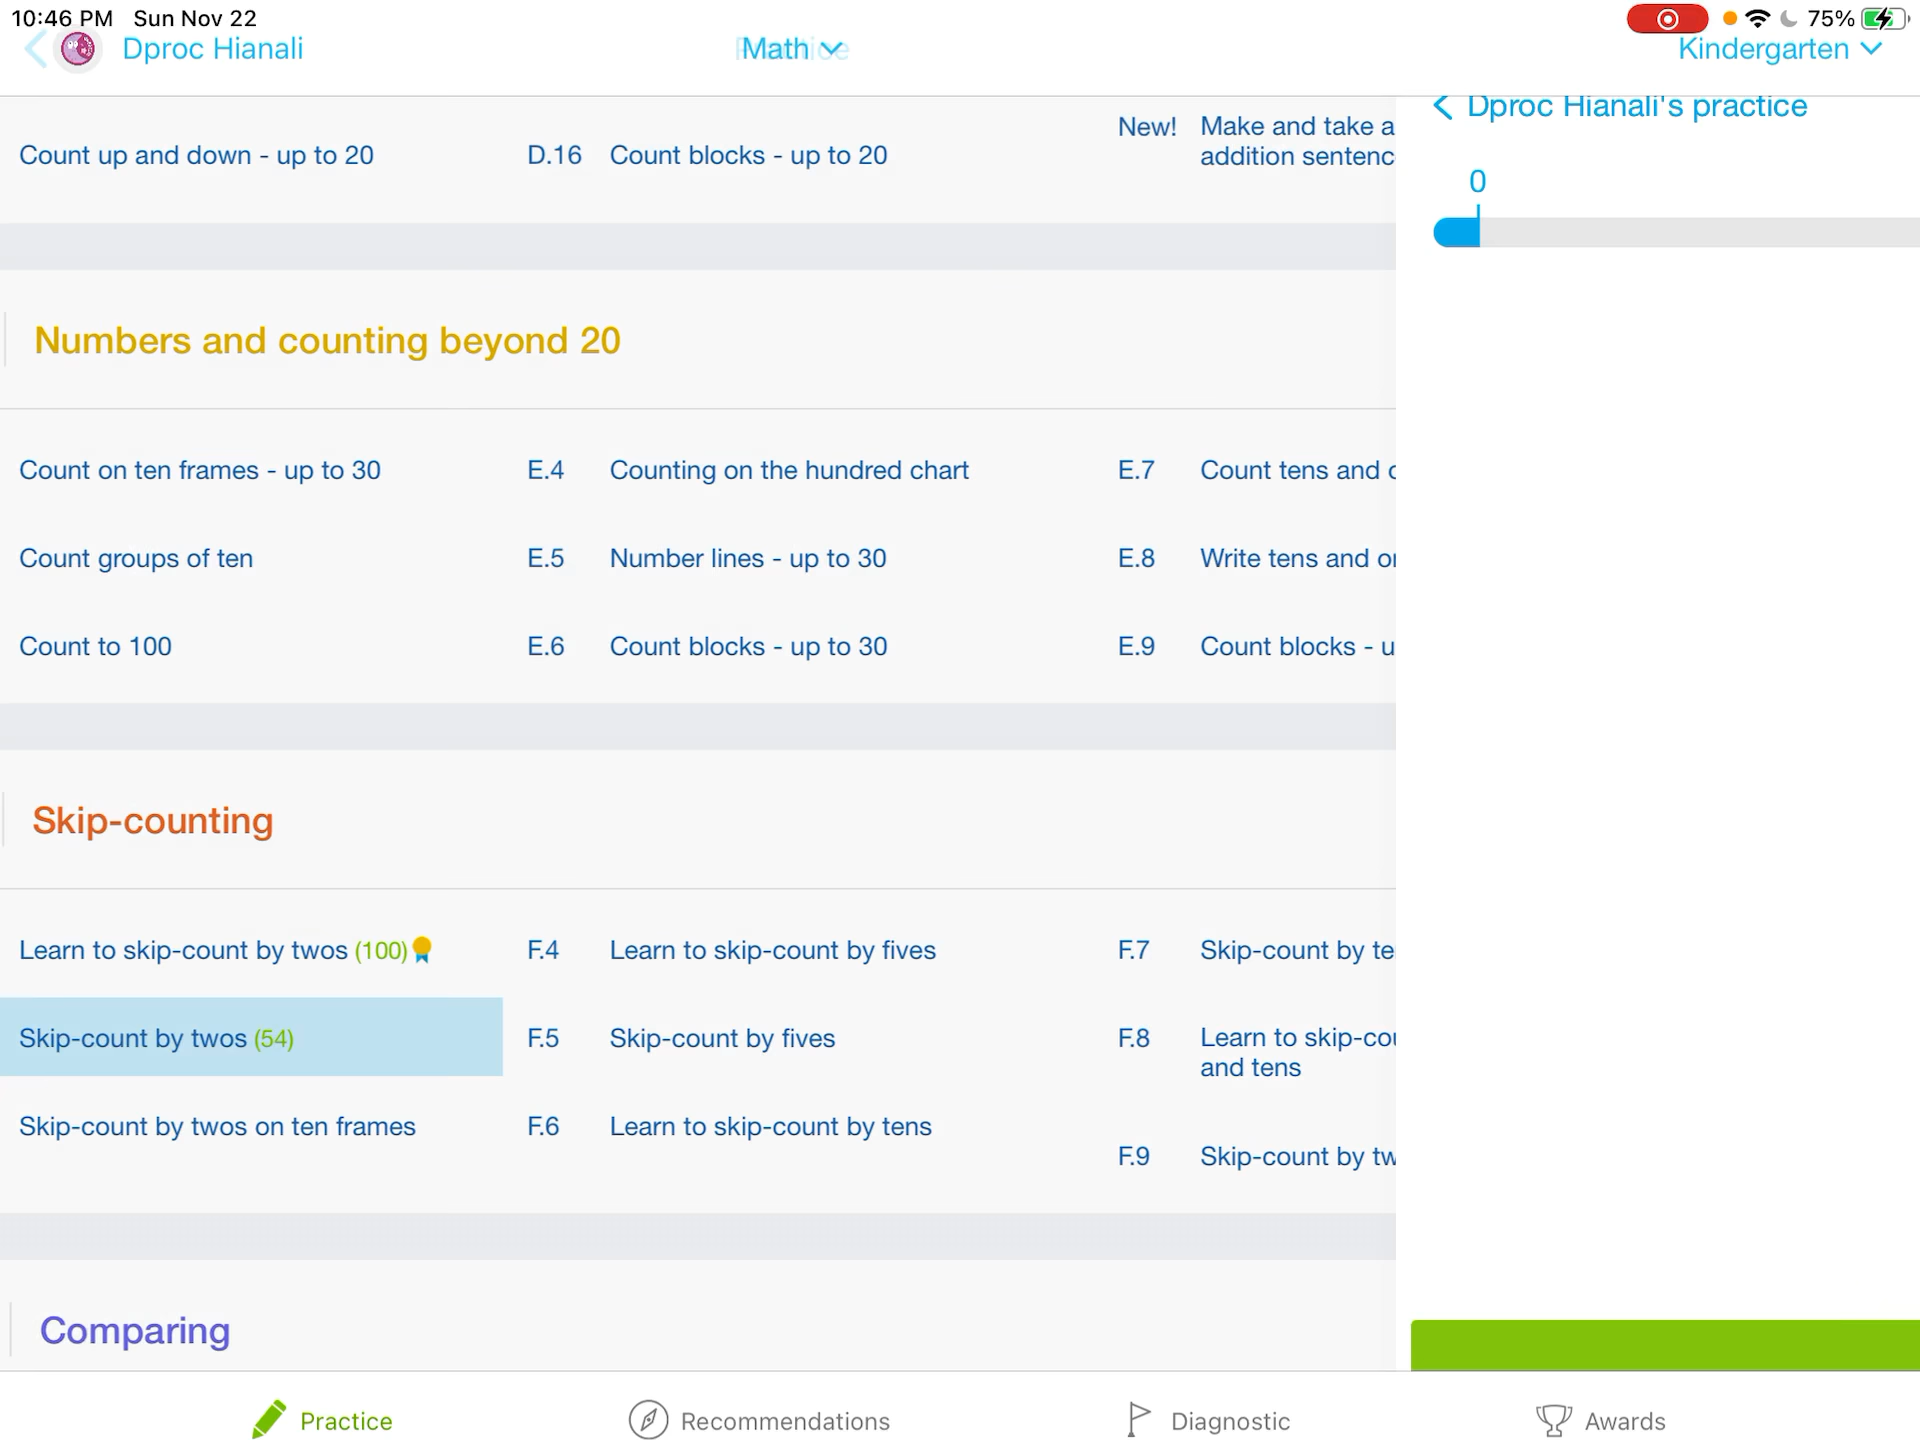 10:46 PM Sun Nov 22
75%
Dproc Hianali
Math
Kindergarten
Dproc Hianali's practice
0
Count up and down - up to 20
D.16 Count blocks - up to 20
New! Make and take a
addition sentenc
Numbers and counting beyond 20
Count on ten frames - up to 30
E.4 Counting on the hundred chart
E.7 Count tens and o
Count groups of ten
E.5 Number lines - up to 30
E.8 Write tens and or
Count to 100
E.6 Count blocks - up to 30
E.9 Count blocks - u
Skip-counting
Learn to skip-count by twos (100)
F.4 Learn to skip-count by fives
F.7 Skip-count by te
Skip-count by twos (54)
F.5 Skip-count by fives
F.8 Learn to skip-cou
and tens
Skip-count by twos on ten frames
F.6 Learn to skip-count by tens
F.9 Skip-count by tw
Comparing
Practice
Recommendations
Diagnostic
Awards